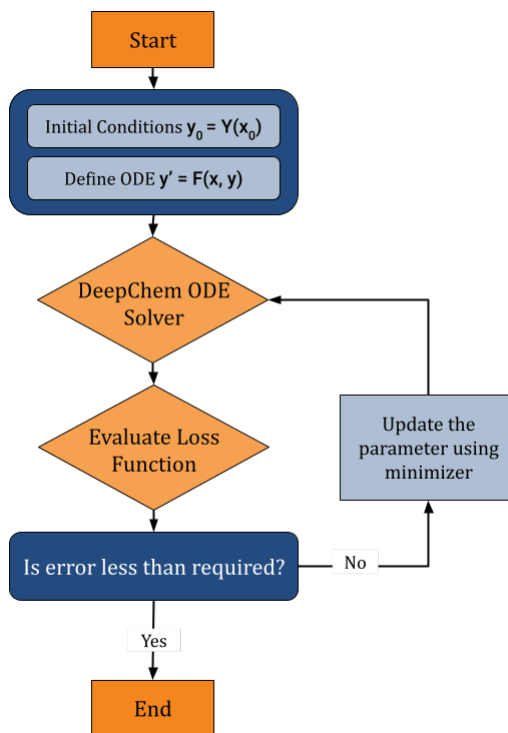 Start
Initial Conditions y₀ = Y(x₀)
Define ODE y' = F(x, y)
DeepChem ODE
Solver
Evaluate Loss
Function
Update the
parameter using
minimizer
Is error less than required?
No
Yes
End